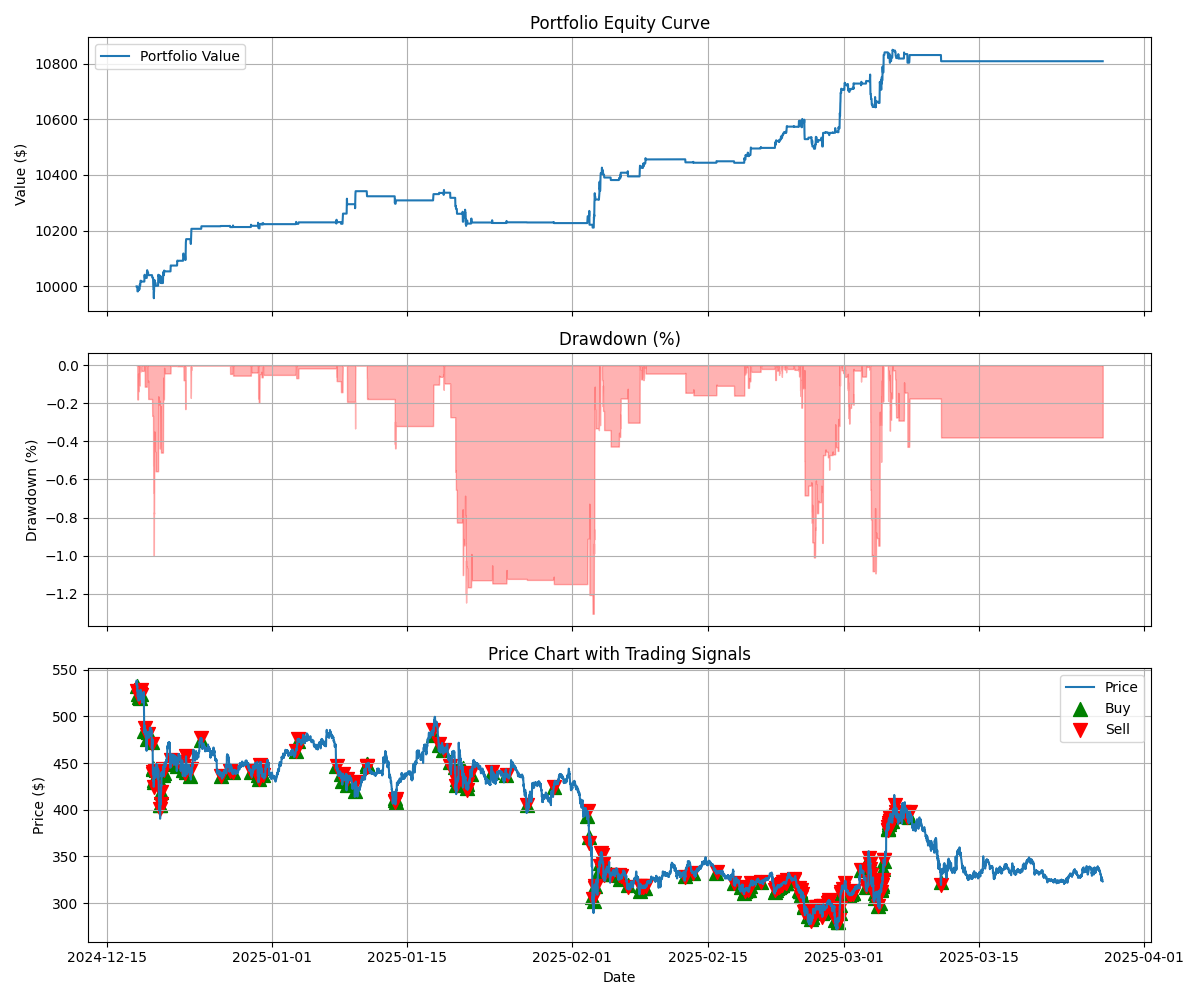 Portfolio Equity Curve
Value ($)
10800
10600
10400
10200
10000
Portfolio Value
Drawdown (%)
Drawdown (%)
0.0
−0.2
−0.4
−0.6
−0.8
−1.0
−1.2
Price Chart with Trading Signals
Price ($)
550
500
450
400
350
300
Price
Buy
Sell
2024-12-15 2025-01-01 2025-01-15 2025-02-01 2025-02-15 2025-03-01 2025-03-15 2025-04-01
Date